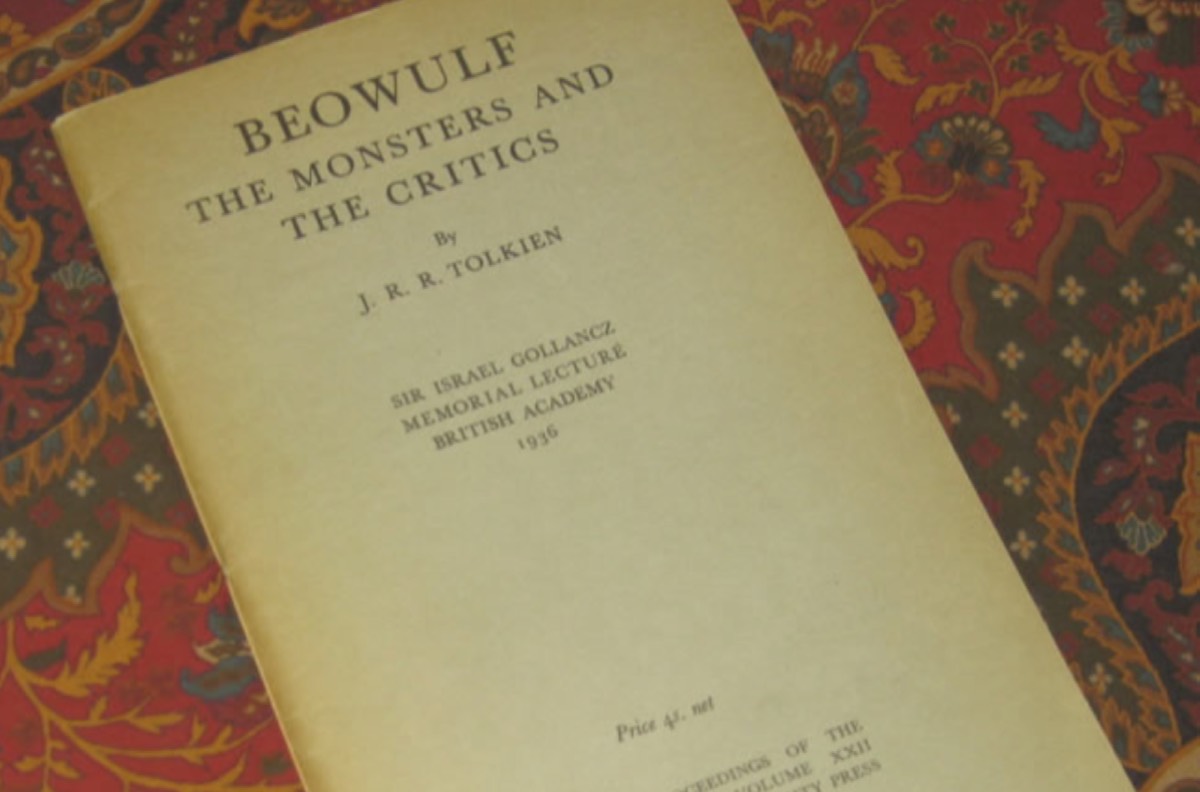 BEOWULF
THE MONSTERS AND
THE CRITICS
By
J. R. R. TOLKIEN
SIR ISRAEL GOLLANCZ
MEMORIAL LECTURE
BRITISH ACADEMY
1936
Price 4s. net
OF THE
VOLUME XXII
PRESS